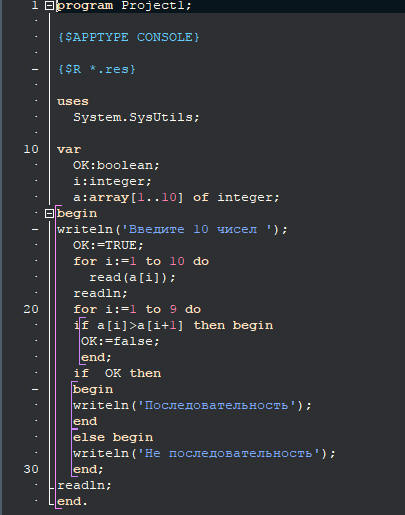 1 program Project1;
{$APPTYPE CONSOLE}
{$R *.res}
uses
System.SysUtils;
10 var
OK:boolean;
i:integer;
a:array[1..10] of integer;
begin
writeln('Введите 10 чисел ');
OK:=TRUE;
for i:=1 to 10 do
read(a[i]);
readln;
20 for i:=1 to 9 do
if a[i]>a[i+1] then begin
OK:=false;
end;
if  OK then
begin
writeln('Последовательность');
end
else begin
writeln('Не последовательность');
30 end;
readln;
end.